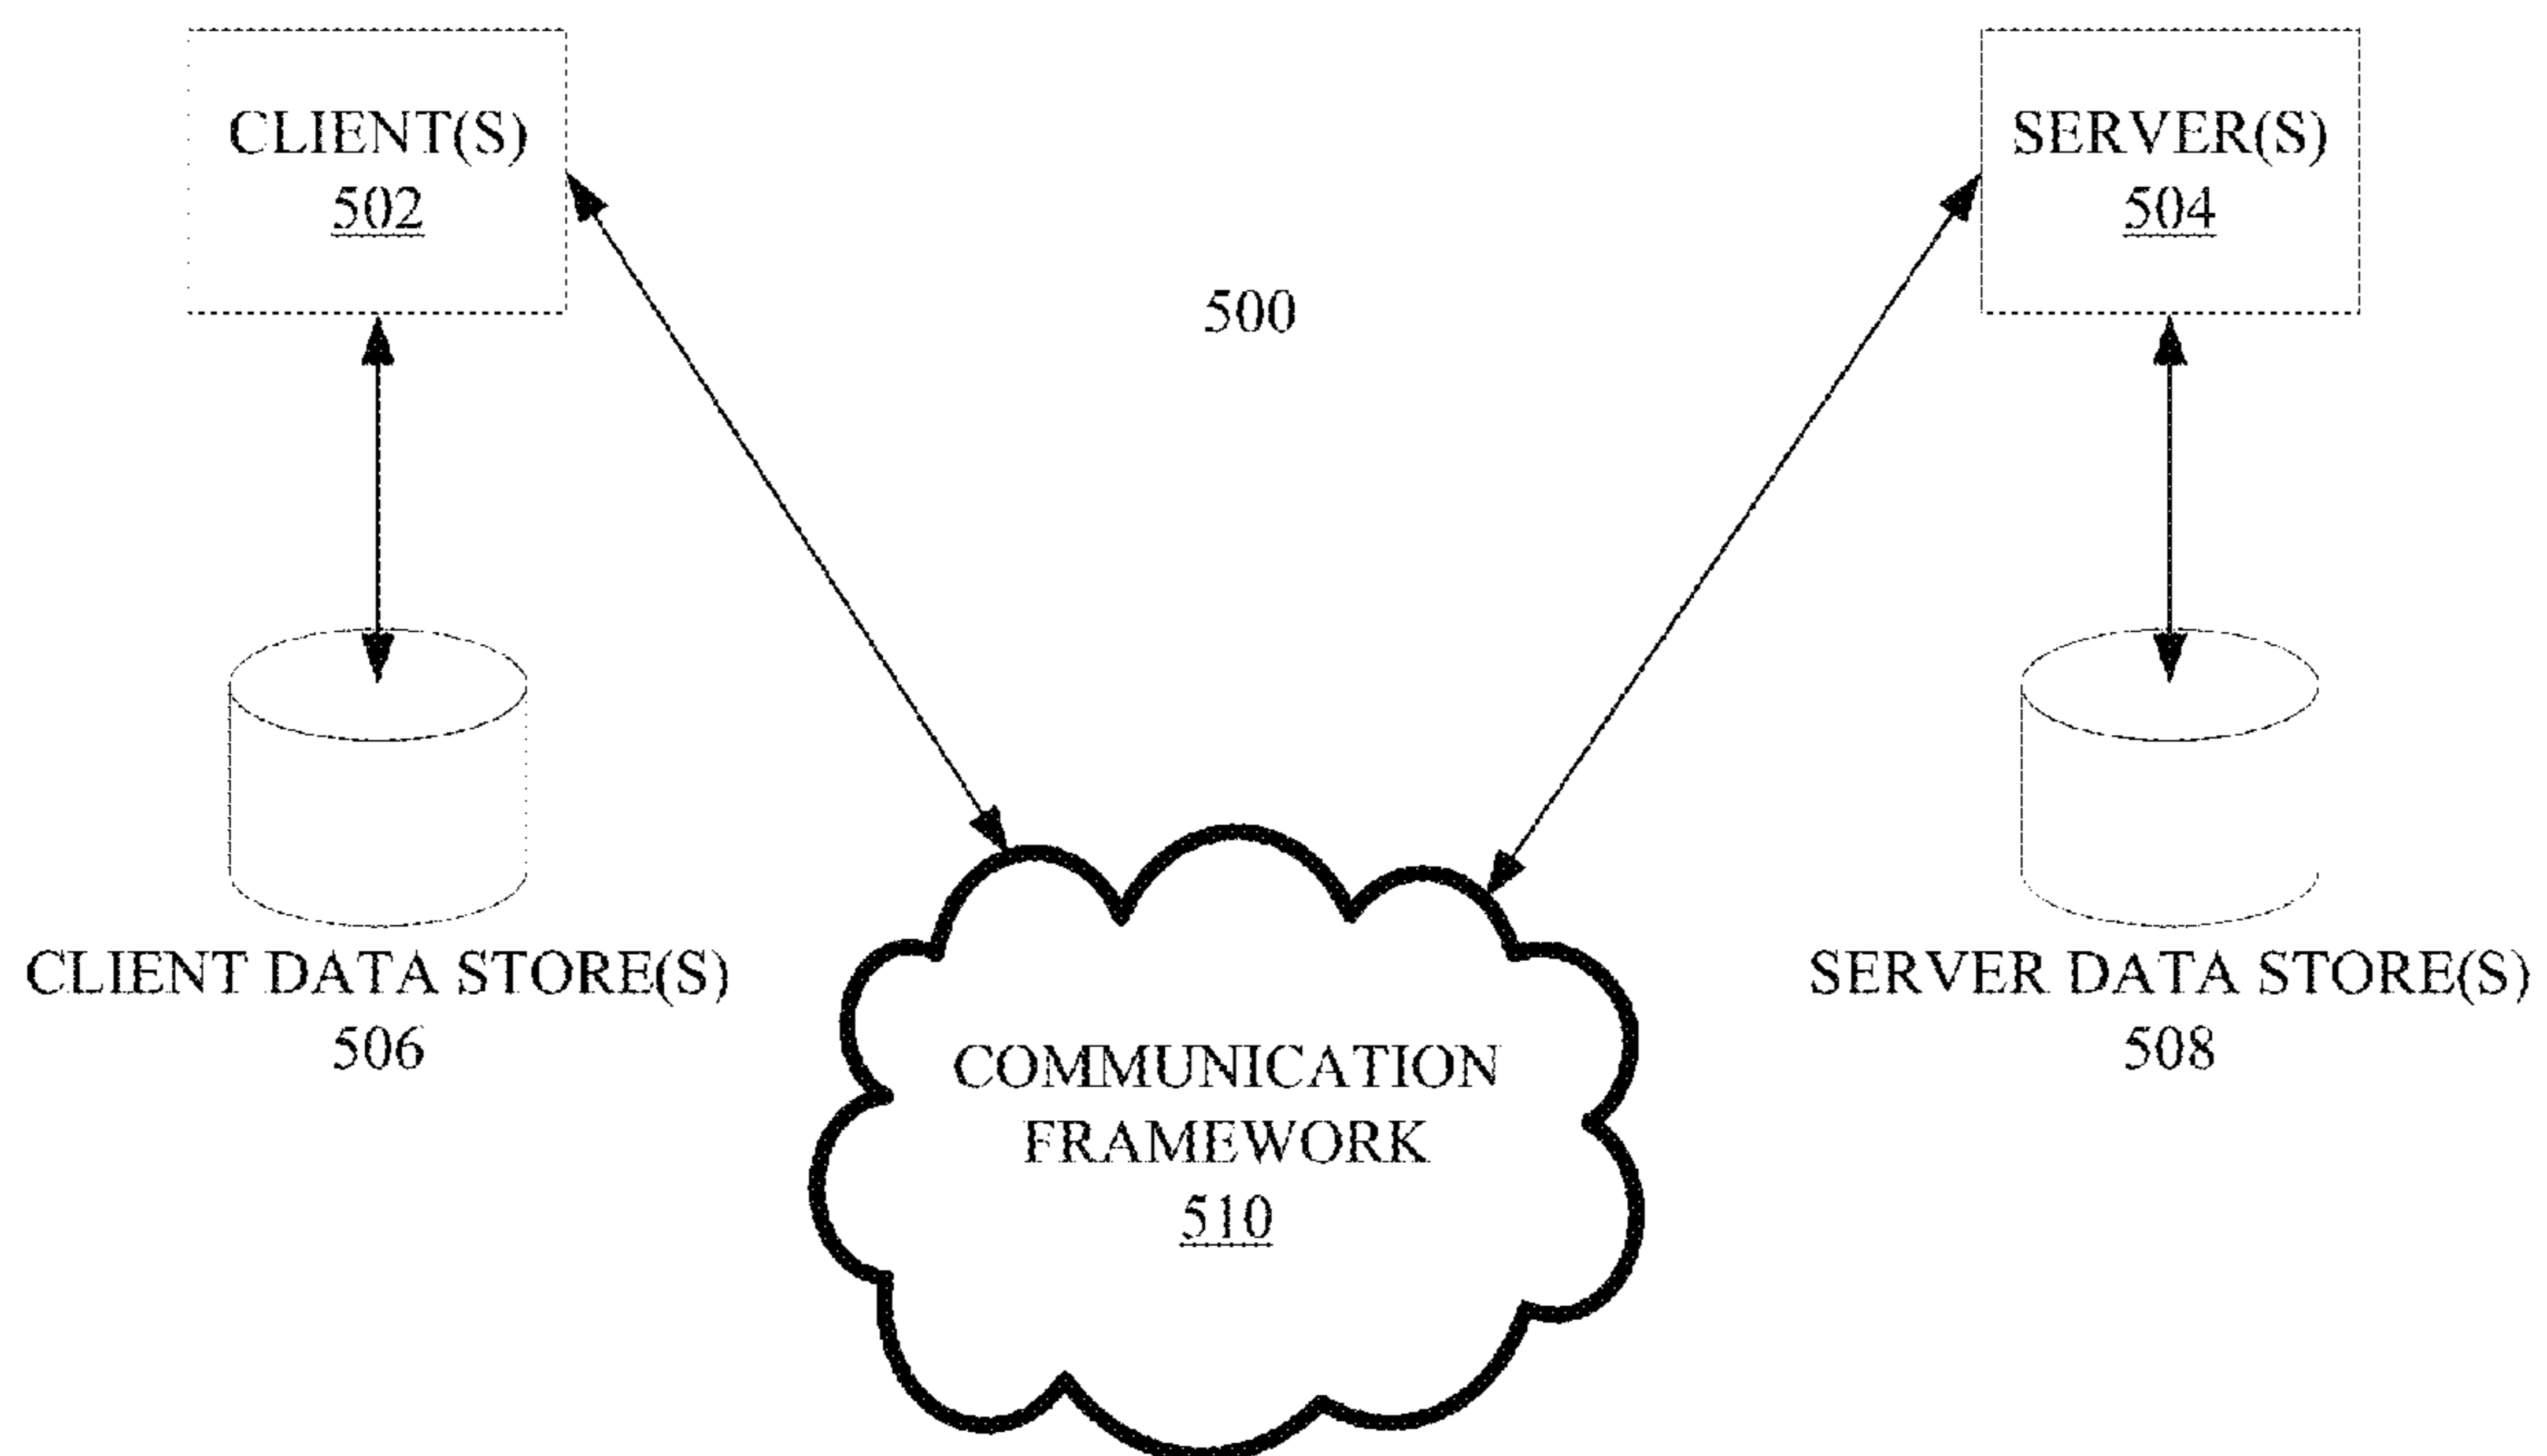 CLIENT(S)
502
SERVER(S)
504
500
CLIENT DATA STORE(S)
506
SERVER DATA STORE(S)
508
COMMUNICATION
FRAMEWORK
510